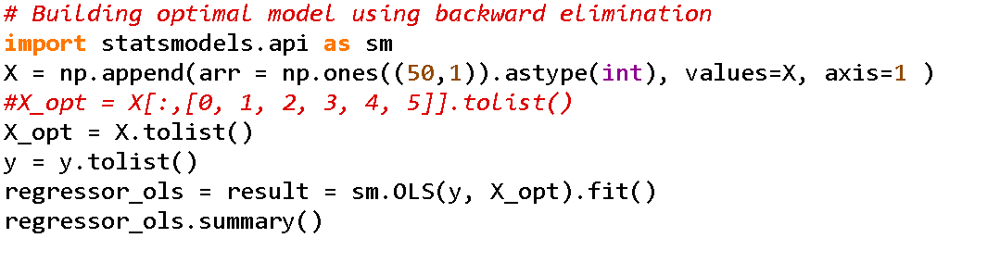 # Building optimal model using backward elimination
import statsmodels.api as sm
X = np.append(arr = np.ones((50,1)).astype(int), values=X, axis=1 )
#X_opt = X[:,[0, 1, 2, 3, 4, 5]].tolist()
X_opt = X.tolist()
y = y.tolist()
regressor_ols = result = sm.OLS(y, X_opt).fit()
regressor_ols.summary()